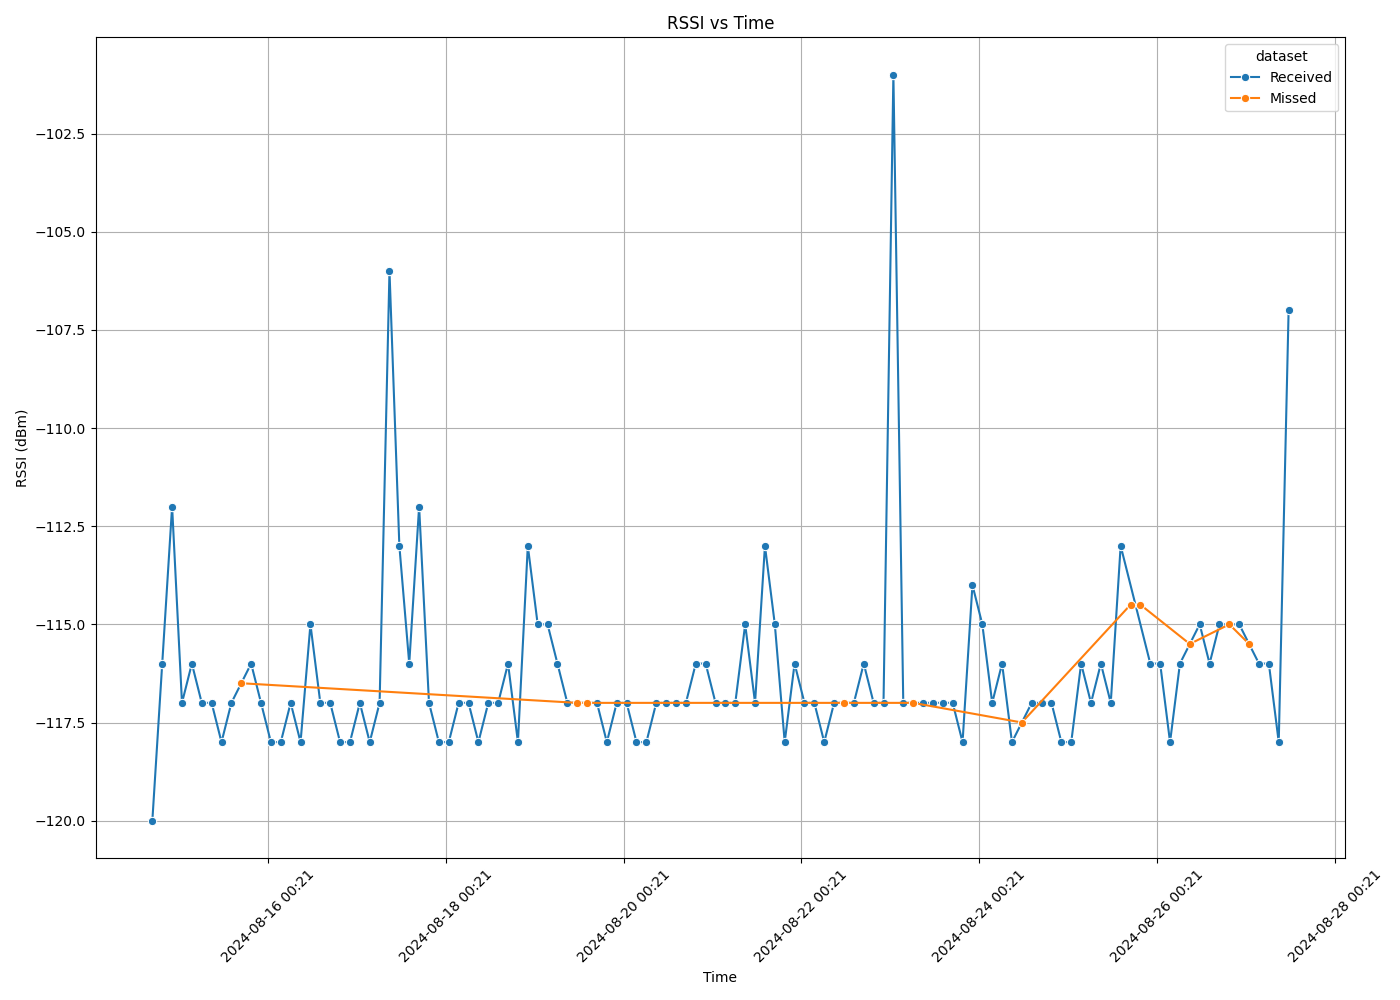 RSSI vs Time
dataset
Received
Missed
−102.5
−105.0
−107.5
−110.0
−112.5
−115.0
−117.5
−120.0
RSSI (dBm)
2024-08-16 00:21
2024-08-18 00:21
2024-08-20 00:21
2024-08-22 00:21
2024-08-24 00:21
2024-08-26 00:21
2024-08-28 00:21
Time